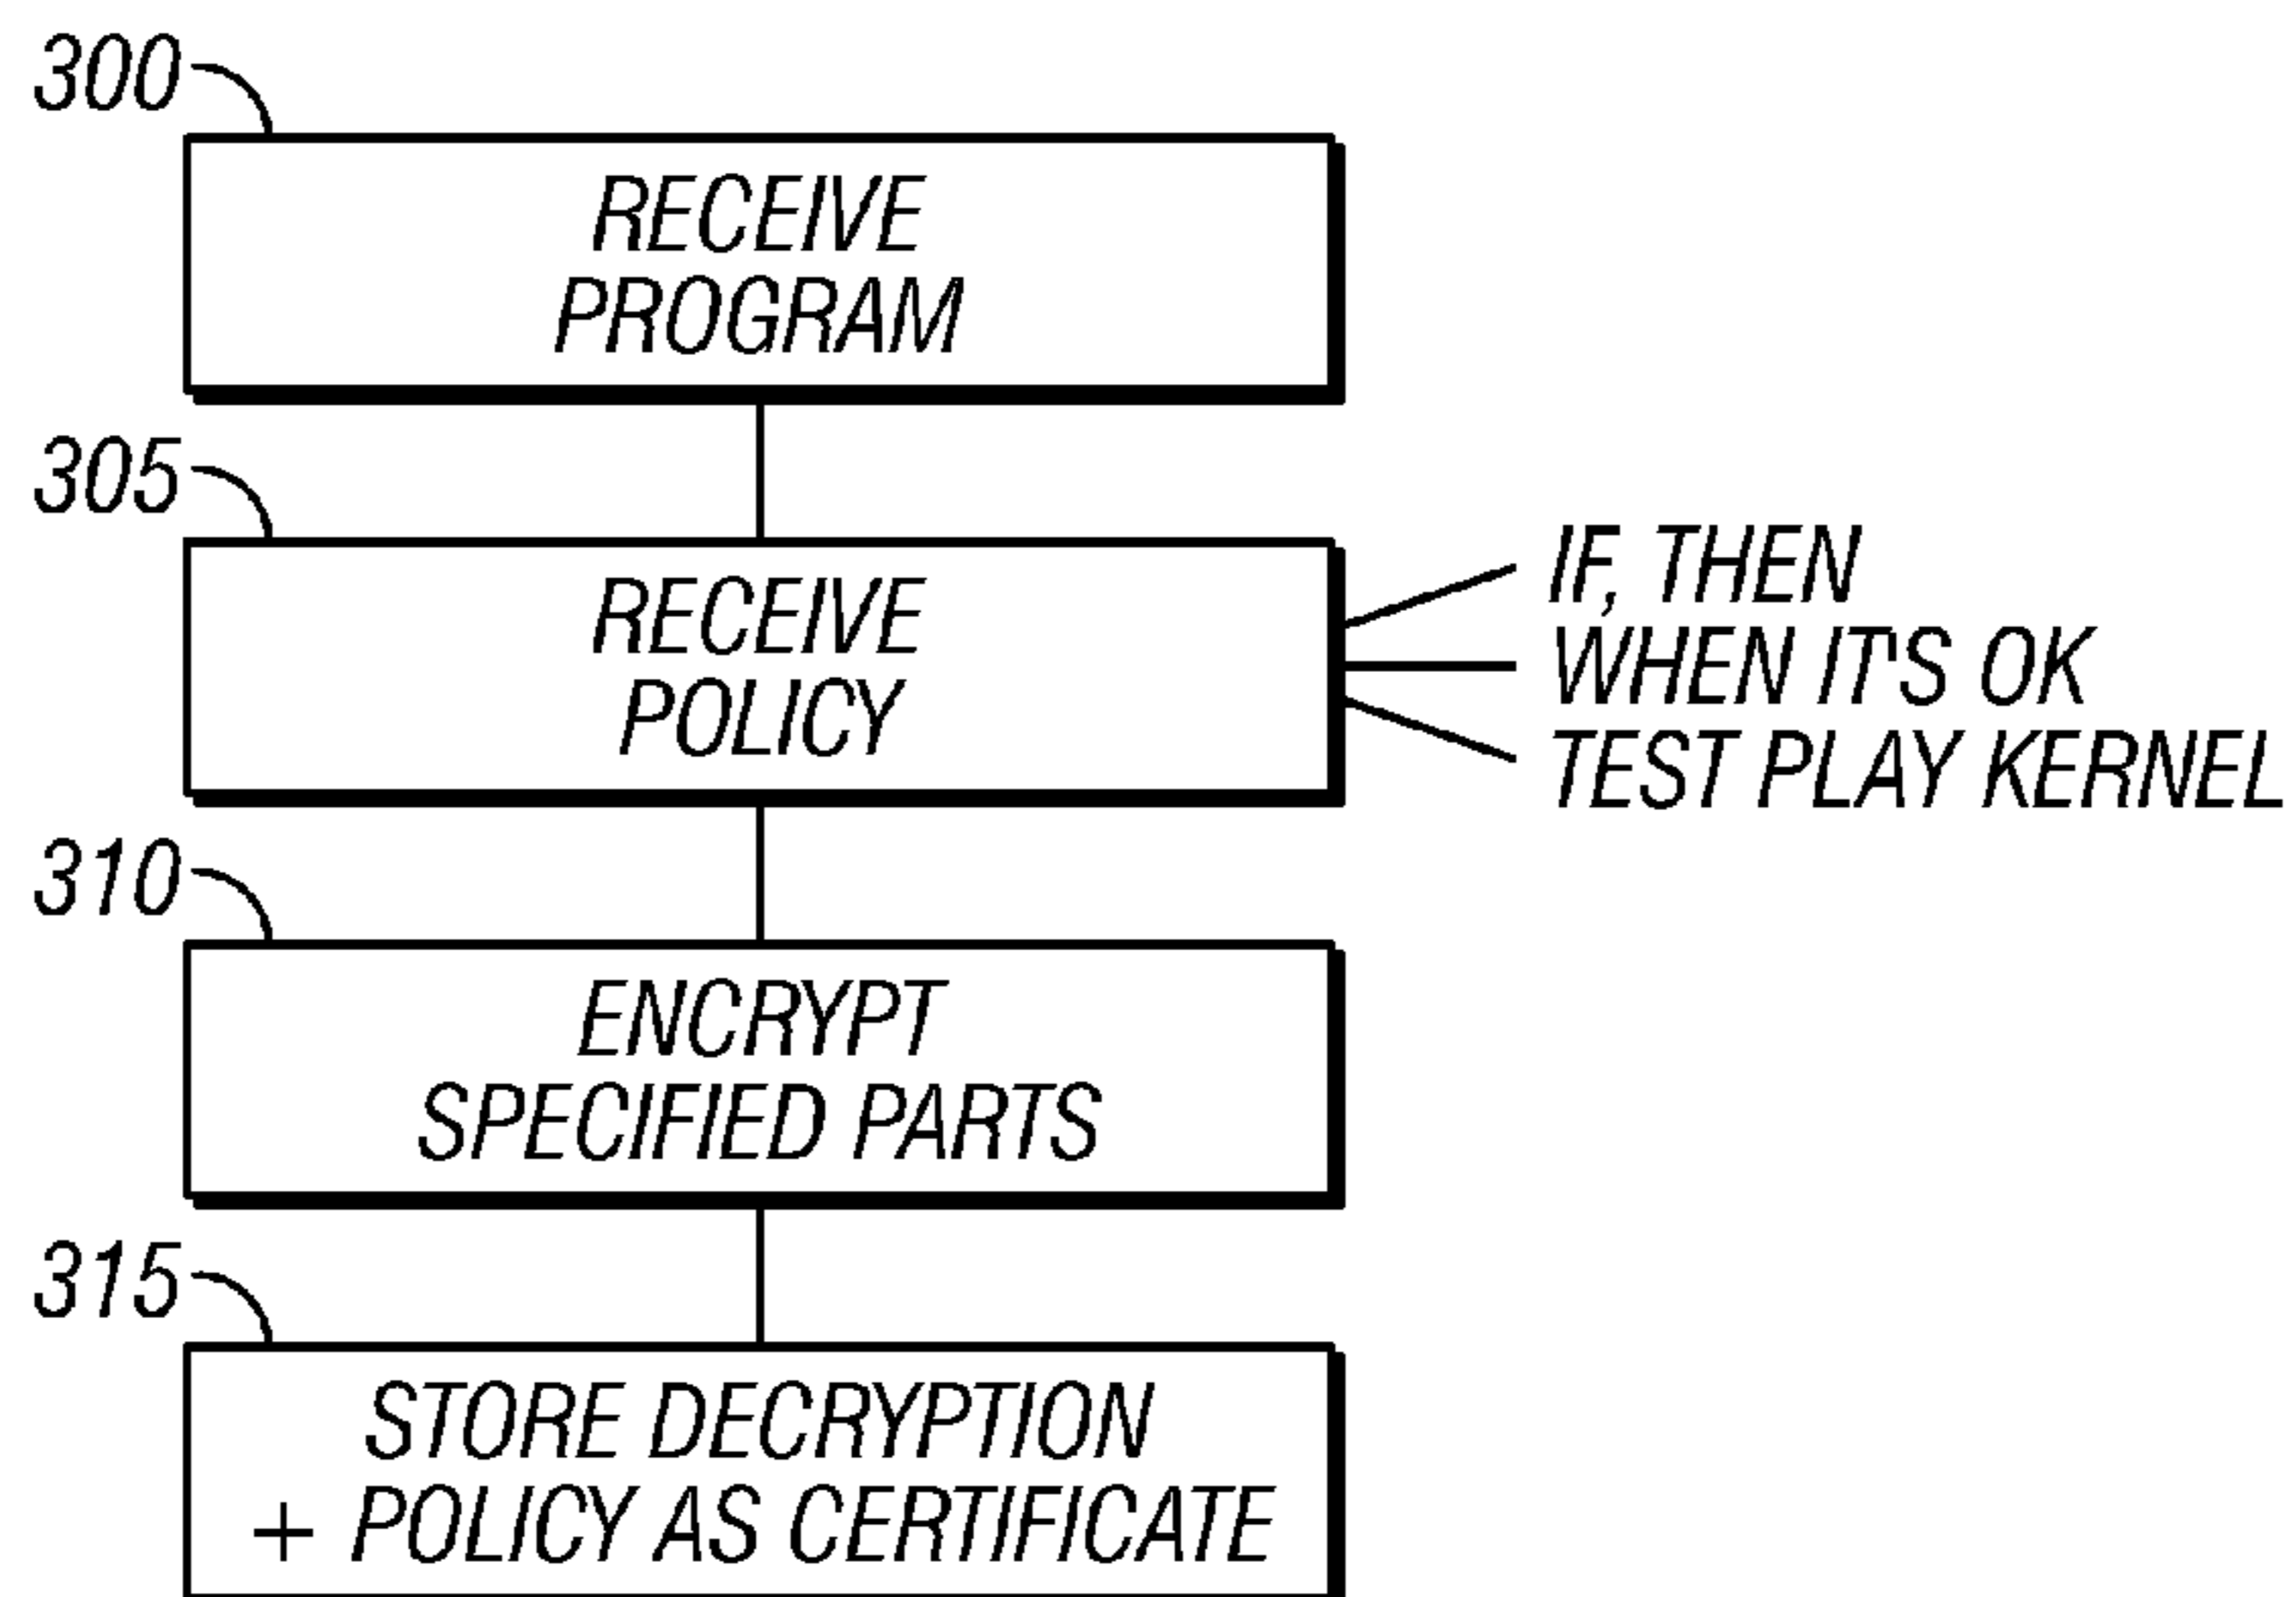 300
RECEIVE
PROGRAM
305
RECEIVE
POLICY
IF, THEN
WHEN IT'S OK
TEST PLAY KERNEL
310
ENCRYPT
SPECIFIED PARTS
315
STORE DECRYPTION
+ POLICY AS CERTIFICATE